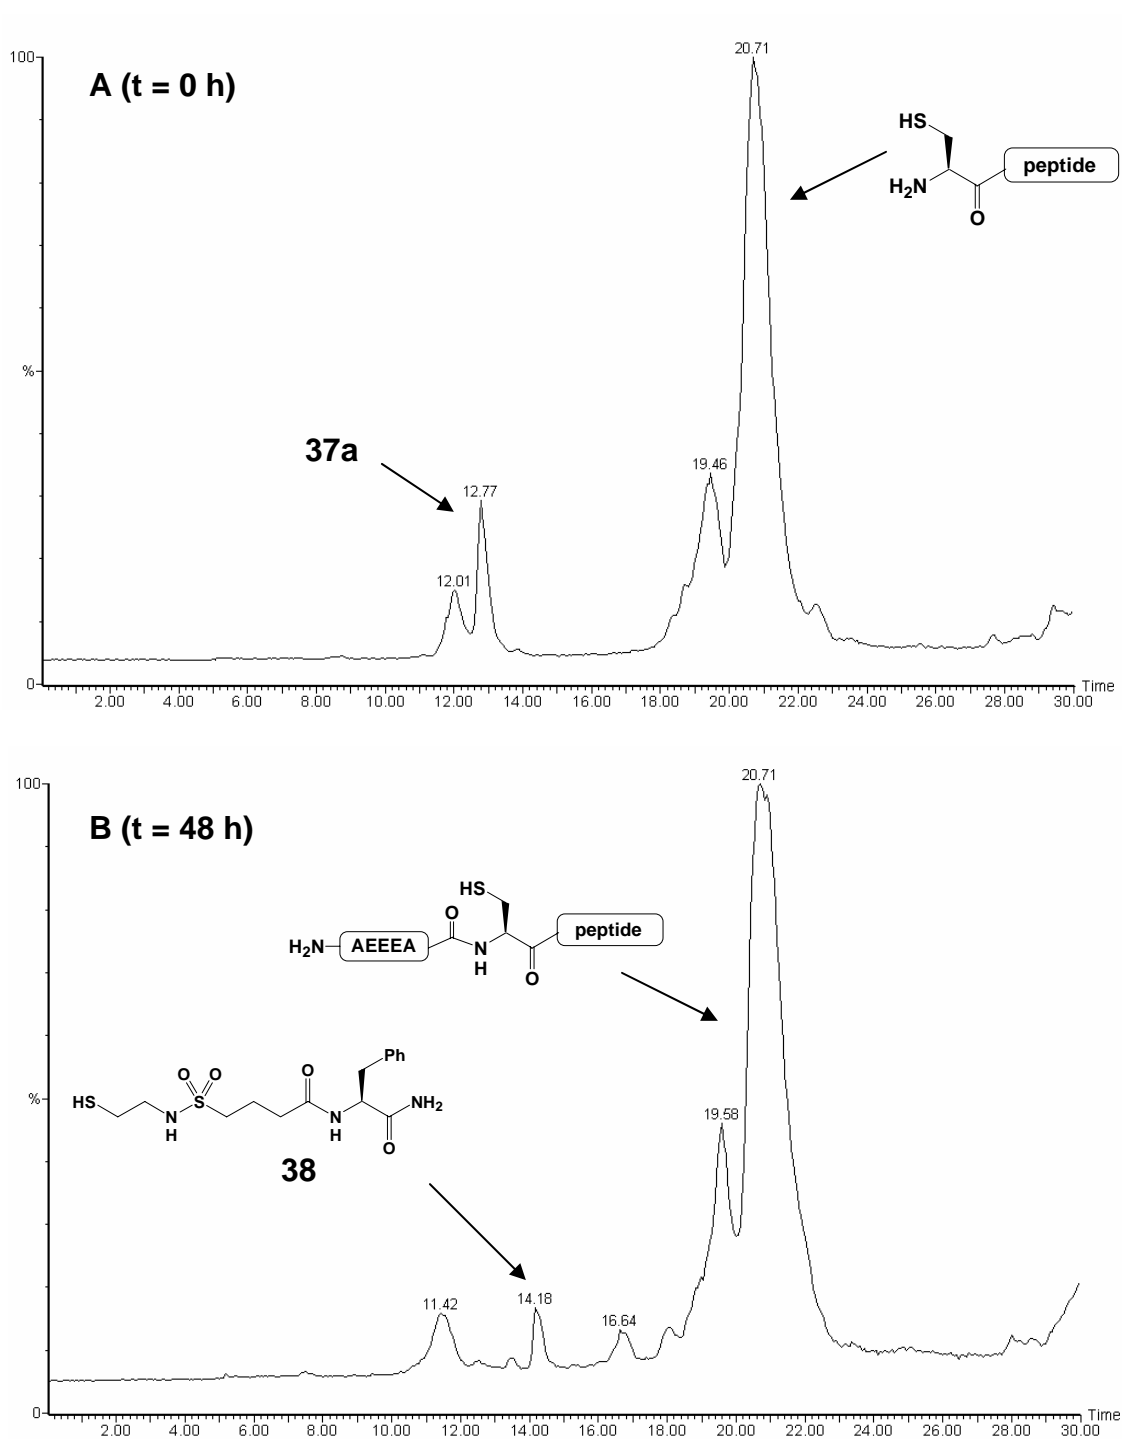 20.71
100
A (t = 0 h)
HS
peptide
H2N
O
%
37a
19.46
12.77
12.01
0
Time
2.00 4.00 6.00 8.00 10.00 12.00 14.00 16.00 18.00 20.00 22.00 24.00 26.00 28.00 30.00
20.71
100
B (t = 48 h)
HS
O
peptide
H2N AEEEA
N
H
O
Ph
O O O
HS S NH2
N N
H H
O
%
19.58
38
14.18
11.42
16.64
0
Time
2.00 4.00 6.00 8.00 10.00 12.00 14.00 16.00 18.00 20.00 22.00 24.00 26.00 28.00 30.00